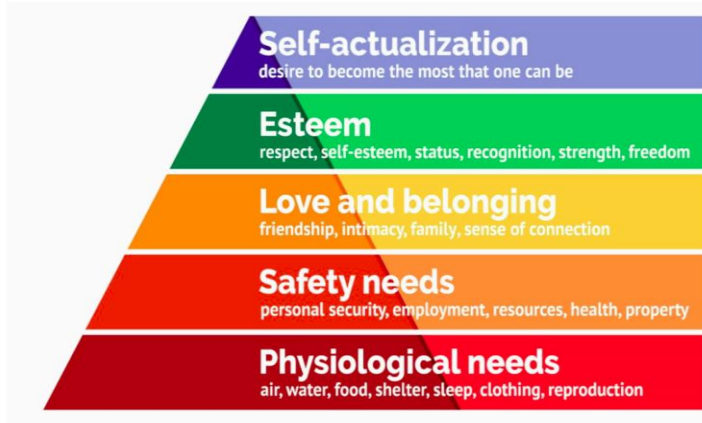 Self-actualization
desire to become the most that one can be
Esteem
respect, self-esteem, status, recognition, strength, freedom
Love and belonging
friendship, intimacy, family, sense of connection
Safety needs
personal security, employment, resources, health, property
Physiological needs
air, water, food, shelter, sleep, clothing, reproduction